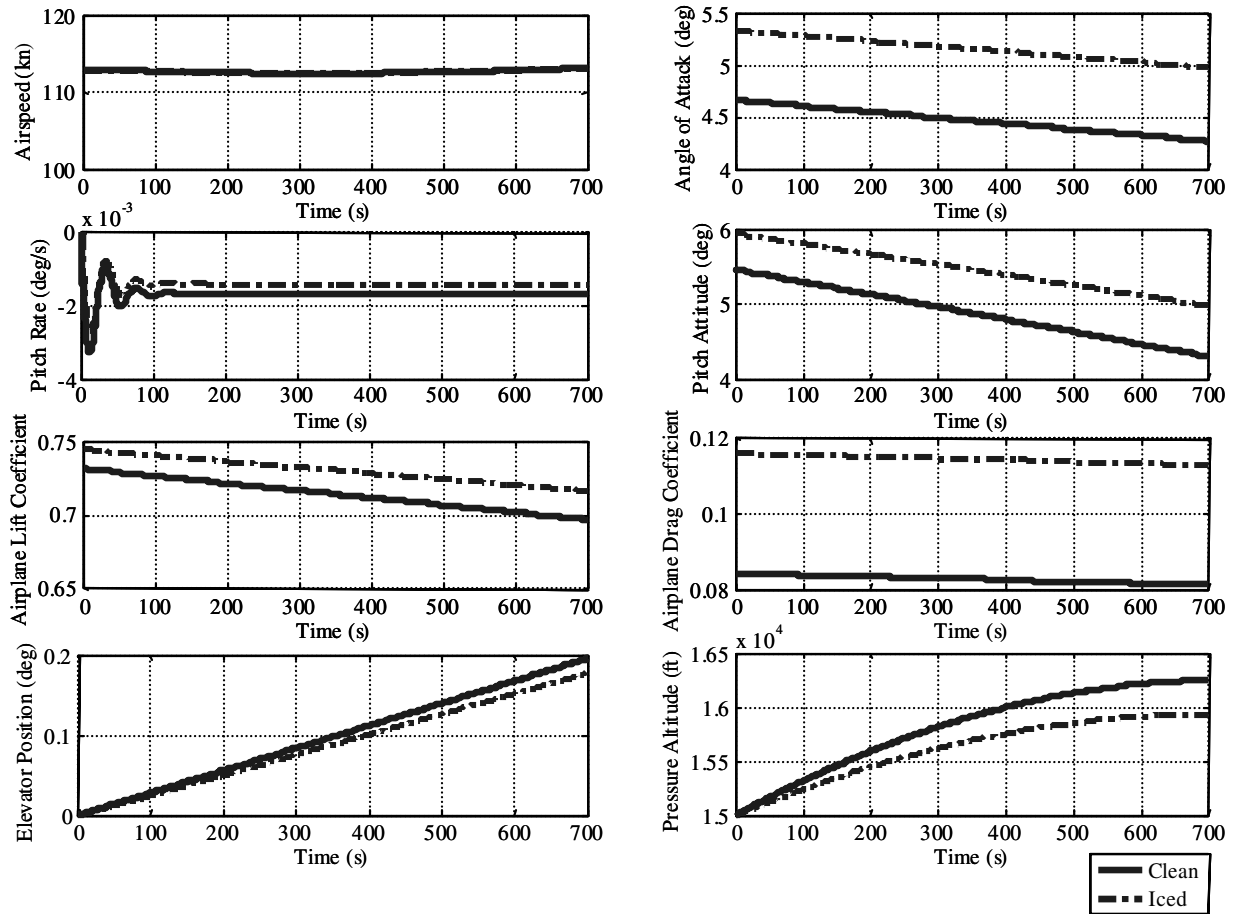 Airspeed (kn)
120
110
100
0 100 200 300 400 500 600 700
Time (s)
Angle of Attack (deg)
5.5
5
4.5
4
0 100 200 300 400 500 600 700
Time (s)
x 10-3
Pitch Rate (deg/s)
0
-2
-4
0 100 200 300 400 500 600 700
Time (s)
Pitch Attitude (deg)
6
5
4
0 100 200 300 400 500 600 700
Time (s)
Airplane Lift Coefficient
0.75
0.7
0.65
0 100 200 300 400 500 600 700
Time (s)
Airplane Drag Coefficient
0.12
0.1
0.08
0 100 200 300 400 500 600 700
Time (s)
Elevator Position (deg)
0.2
0.1
0
0 100 200 300 400 500 600 700
Time (s)
x 104
Pressure Altitude (ft)
1.65
1.6
1.55
1.5
0 100 200 300 400 500 600 700
Time (s)
Clean
Iced